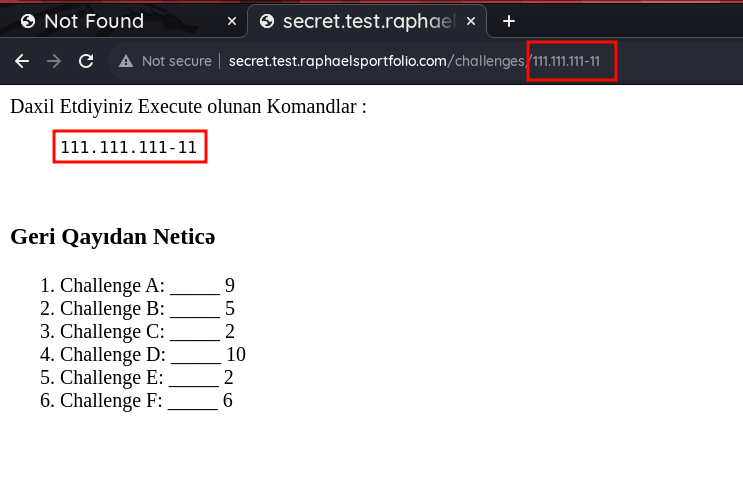 Not Found
secret.test.raphael
Not secure secret.test.raphaelsportfolio.com/challenges/111.111.111-11
Daxil Etdiyiniz Execute olunan Komandlar :
111.111.111-11
Geri Qayıdan Neticə
1. Challenge A: _____ 9
2. Challenge B: _____ 5
3. Challenge C: _____ 2
4. Challenge D: _____ 10
5. Challenge E: _____ 2
6. Challenge F: _____ 6